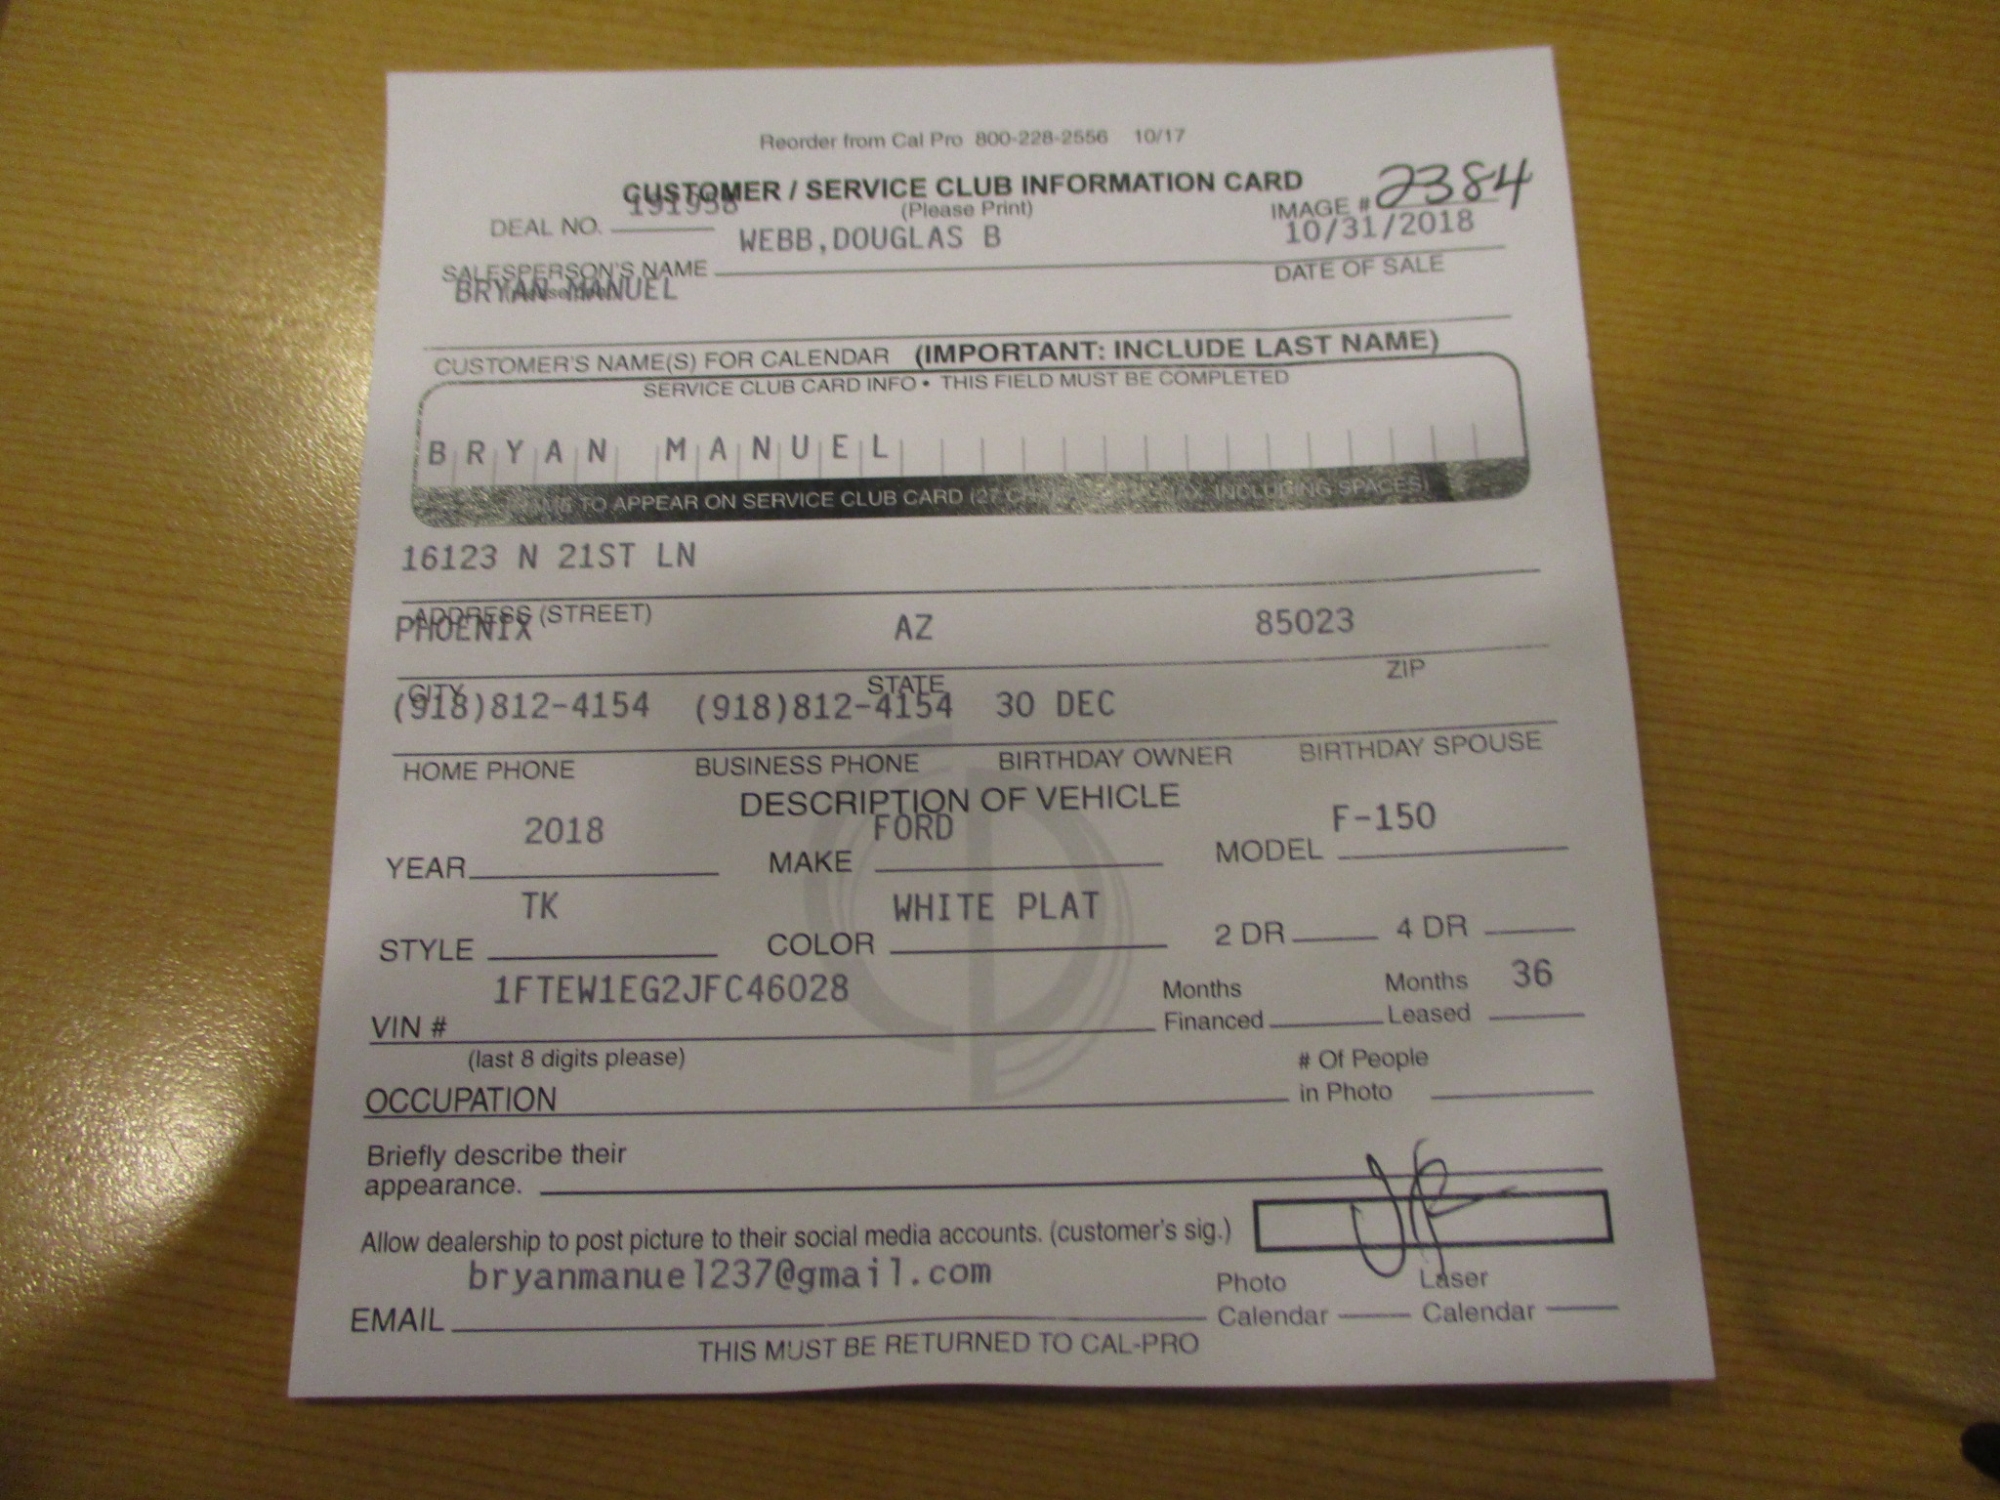 Reorder from Cal Pro 800-228-2556 10/17
CUSTOMER / SERVICE CLUB INFORMATION CARD
(Please Print)
IMAGE # 2384
DEAL NO.
WEBB,DOUGLAS B
10/31/2018
SALESPERSON'S NAME
DATE OF SALE
BRYAN MANUEL
CUSTOMER'S NAME(S) FOR CALENDAR (IMPORTANT: INCLUDE LAST NAME)
SERVICE CLUB CARD INFO • THIS FIELD MUST BE COMPLETED
BRYAN MANUEL
TO APPEAR ON SERVICE CLUB CARD (27 INCLUDING SPACES)
16123 N 21ST LN
ADDRESS (STREET)
PHOENIX AZ 85023
CITY STATE ZIP
(918)812-4154 (918)812-4154 30 DEC
HOME PHONE BUSINESS PHONE BIRTHDAY OWNER BIRTHDAY SPOUSE
DESCRIPTION OF VEHICLE
2018 FORD F-150
YEAR MAKE MODEL
TK WHITE PLAT
STYLE COLOR 2 DR 4 DR
1FTEW1EG2JFC46028 Months Months 36
VIN # Financed Leased
(last 8 digits please) # Of People
OCCUPATION in Photo
Briefly describe their
appearance.
Allow dealership to post picture to their social media accounts. (customer's sig.)
bryanmanuel237@gmail.com Photo Laser
EMAIL Calendar Calendar
THIS MUST BE RETURNED TO CAL-PRO